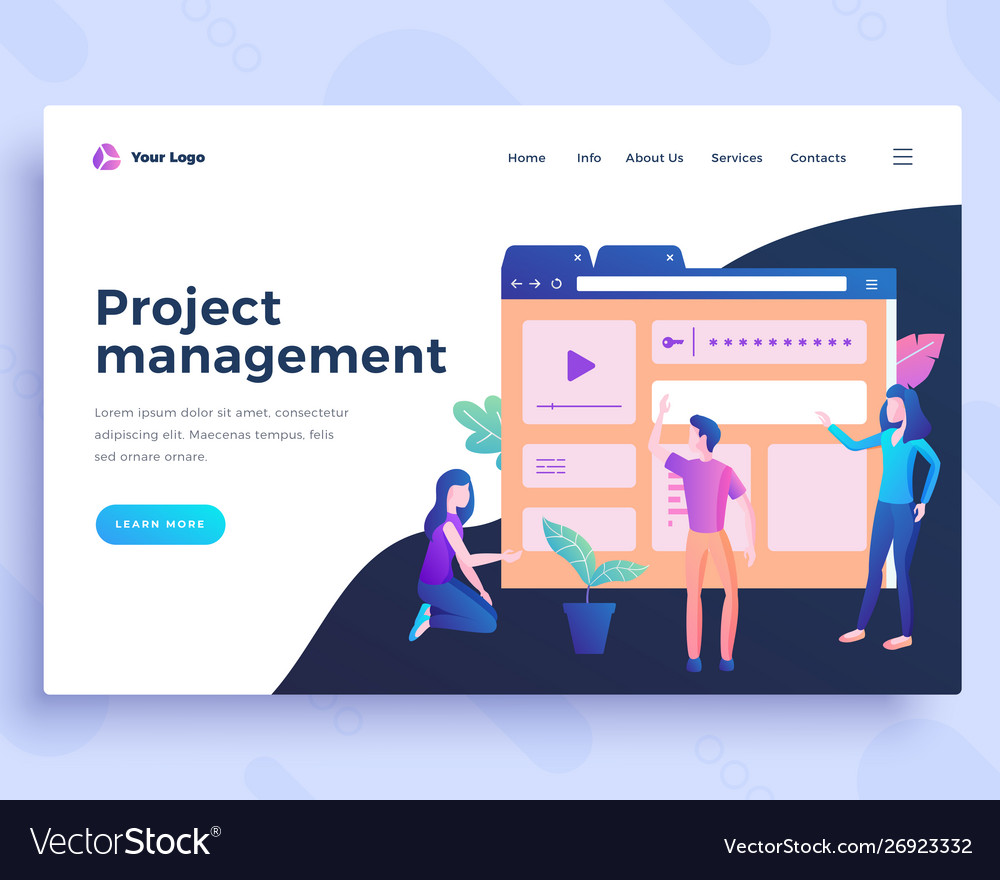 Your Logo
Home Info About Us Services Contacts
Project
management
Lorem ipsum dolor sit amet, consectetur
adipiscing elit. Maecenas tempus, felis
sed ornare ornare.
LEARN MORE
* * * * * * * * * *
VectorStock®
VectorStock.com/26923332